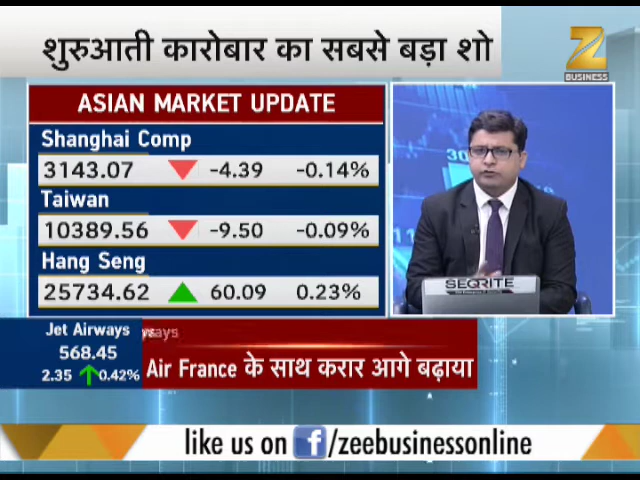 शुरुआती कारोबार का सबसे बड़ा शो
ZEE
BUSINESS
ASIAN MARKET UPDATE
Shanghai Comp
3143.07 -4.39 -0.14%
Taiwan
10389.56 -9.50 -0.09%
Hang Seng
25734.62 60.09 0.23%
SEQRITE
Jet Airways
568.45
2.35 0.42%
Air France के साथ करार आगे बढ़ाया
like us on f/zeebusinessonline